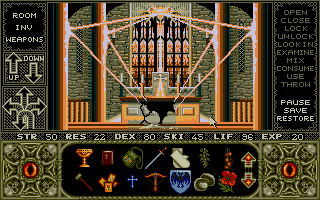 ROOM
INV
WEAPONS
UP
DOWN
OPEN
CLOSE
LOCK
UNLOCK
LOOK IN
EXAMINE
MIX
CONSUME
USE
THROW
PAUSE
SAVE
RESTORE
STR 50 RES 22 DEX 80 SKI 45 LIF 36 EXP 20